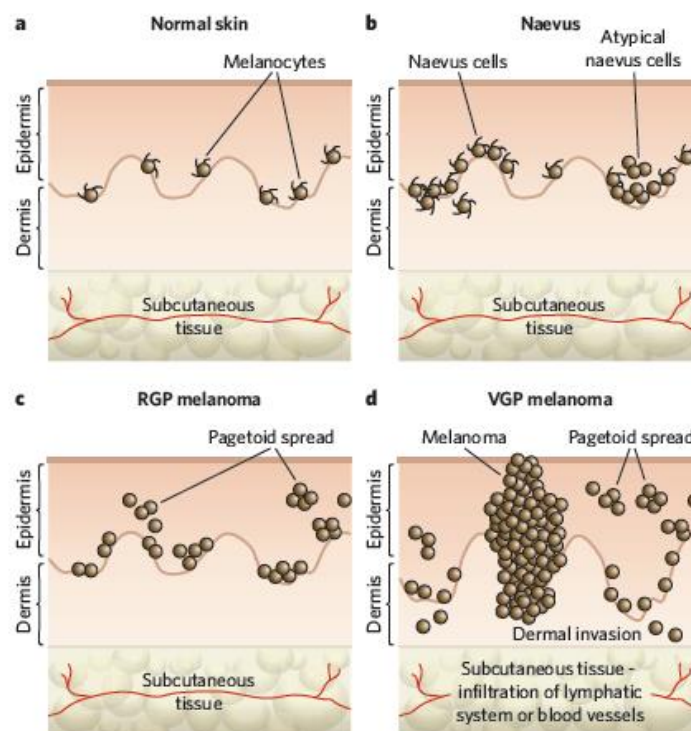 a Normal skin
Melanocytes
Epidermis
Dermis
Subcutaneous
tissue
b Naevus
Naevus cells
Atypical
naevus cells
Epidermis
Dermis
Subcutaneous
tissue
c RGP melanoma
Pagetoid spread
Epidermis
Dermis
Subcutaneous
tissue
d VGP melanoma
Melanoma
Pagetoid spread
Epidermis
Dermis
Dermal invasion
Subcutaneous tissue -
infiltration of lymphatic
system or blood vessels